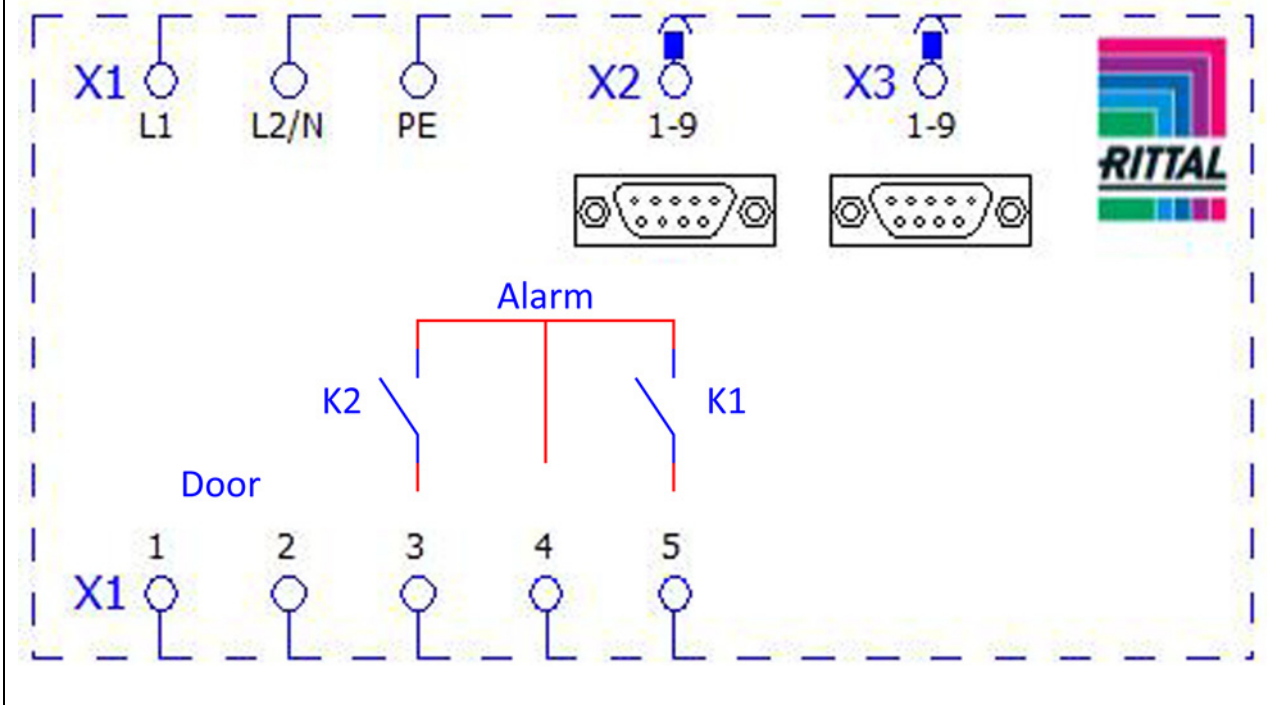 X1 X2 X3
L1 L2/N PE 1-9 1-9
RITTAL
Alarm
K2 K1
Door
1 2 3 4 5
X1